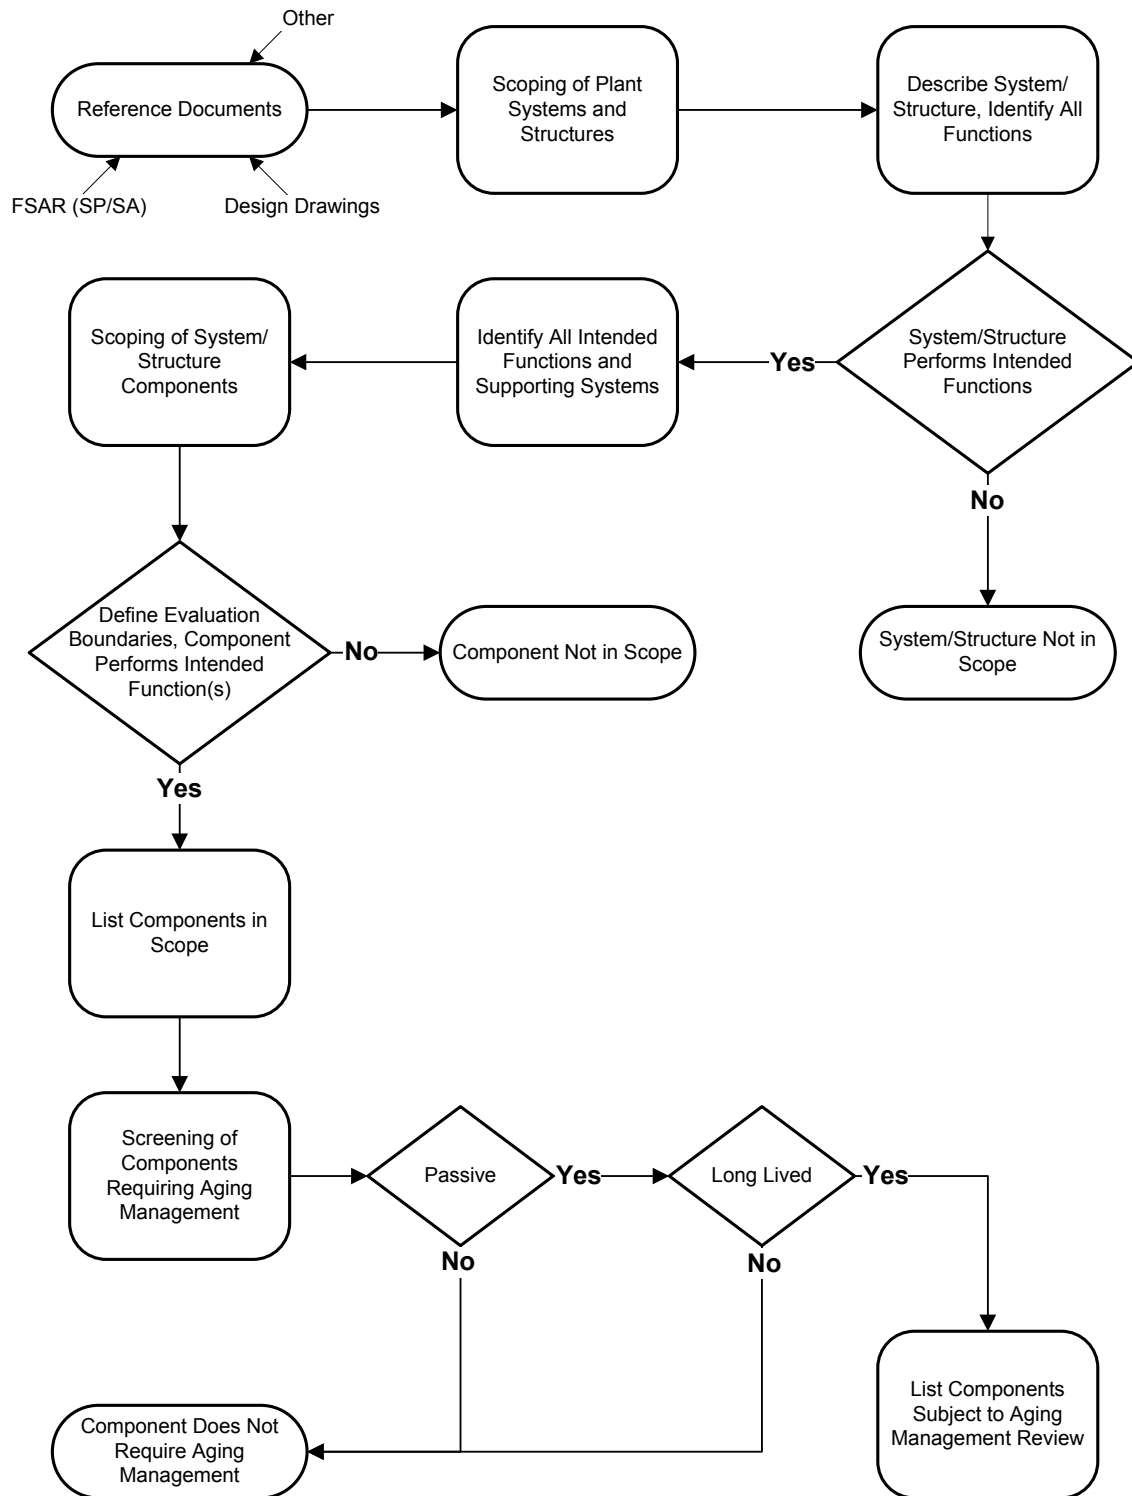 Other
Reference Documents
FSAR (SP/SA)
Design Drawings
Scoping of Plant
Systems and
Structures
Describe System/
Structure, Identify All
Functions
System/Structure
Performs Intended
Functions
Yes
No
Identify All Intended
Functions and
Supporting Systems
Scoping of System/
Structure
Components
System/Structure Not in
Scope
Define Evaluation
Boundaries, Component
Performs Intended
Function(s)
No
Component Not in Scope
Yes
List Components in
Scope
Screening of
Components
Requiring Aging
Management
Passive
Yes
No
Long Lived
Yes
No
Component Does Not
Require Aging
Management
List Components
Subject to Aging
Management Review